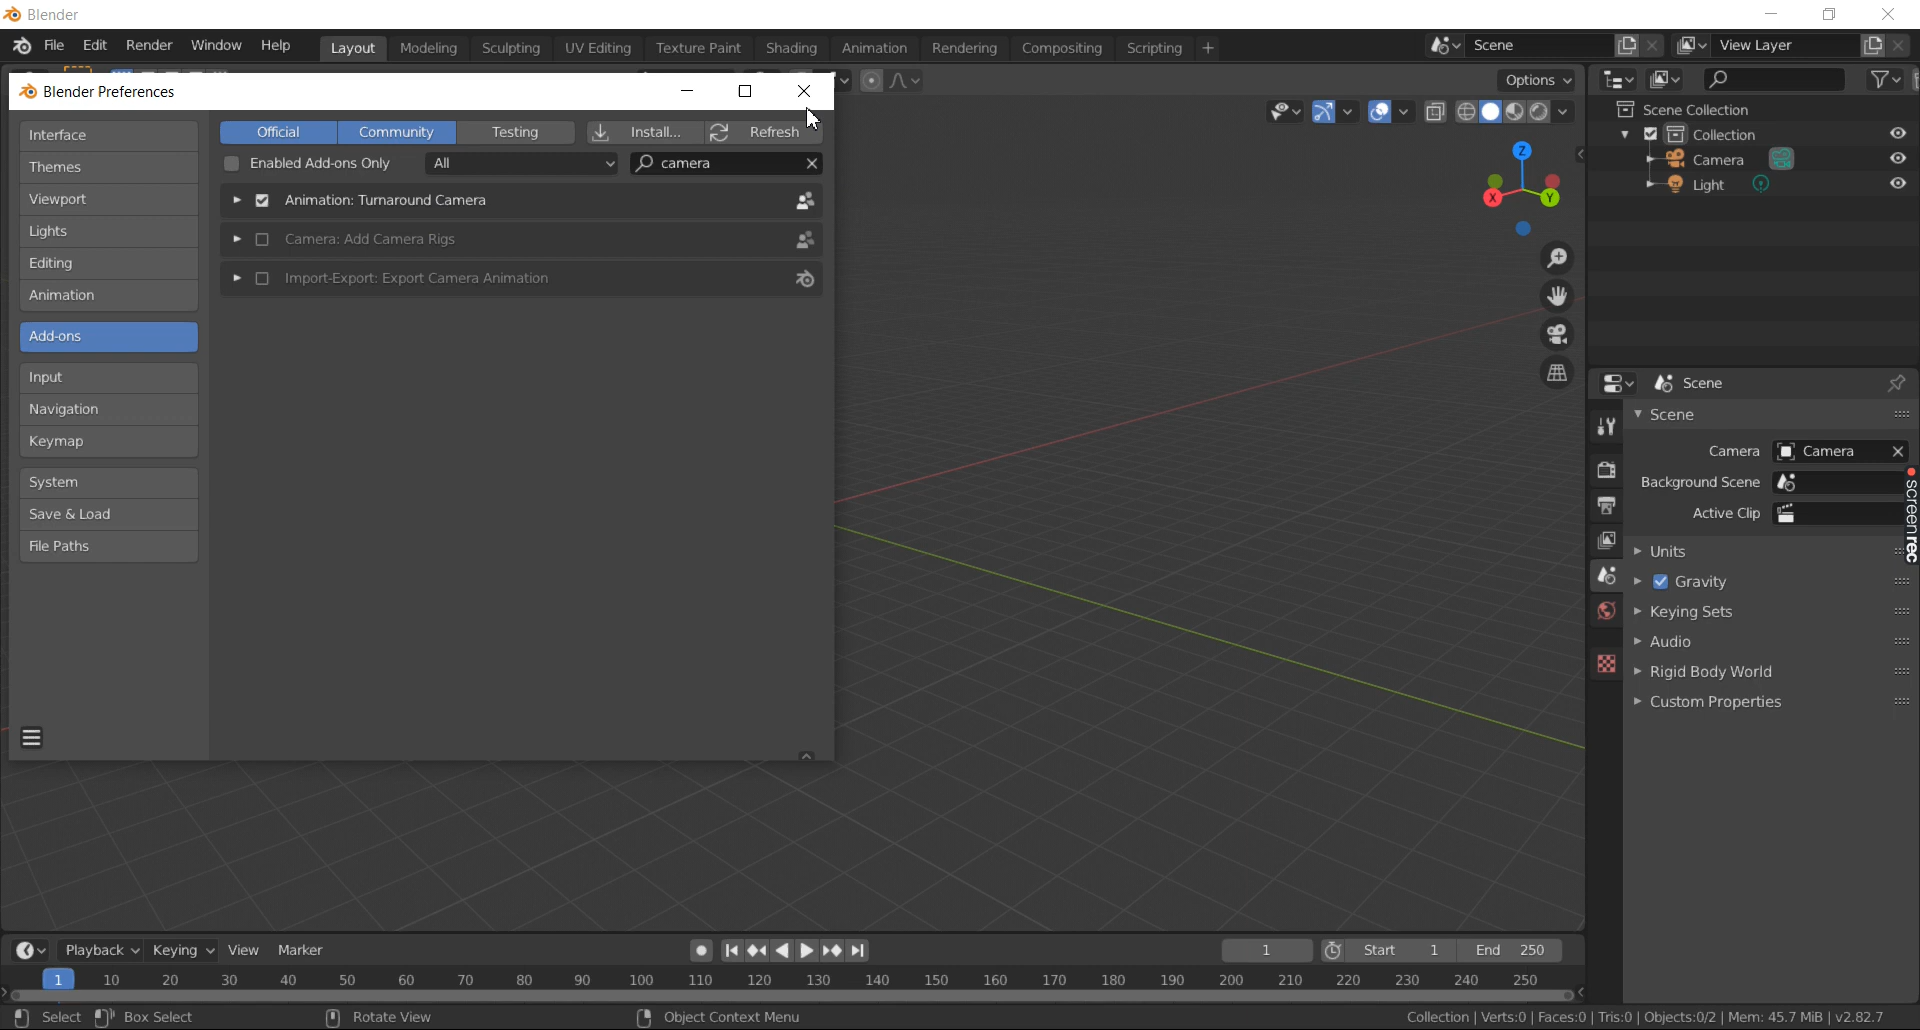 Blender
File Edit Render Window Help Layout Modeling Sculpting UV Editing Texture Paint Shading Animation Rendering Compositing Scripting + Scene View Layer
Options
Blender Preferences
Interface
Themes
Viewport
Lights
Editing
Animation
Add-ons
Input
Navigation
Keymap
System
Save & Load
File Paths
Official Community Testing Install... Refresh
Enabled Add-ons Only All camera
Animation: Turnaround Camera
Camera: Add Camera Rigs
Import-Export: Export Camera Animation
Z
X Y
Scene Collection
Collection
Camera
Light
Scene
Scene
Camera Camera
Background Scene
Active Clip
Units
Gravity
Keying Sets
Audio
Rigid Body World
Custom Properties
screenrec
Playback Keying View Marker 1 Start 1 End 250
1 10 20 30 40 50 60 70 80 90 100 110 120 130 140 150 160 170 180 190 200 210 220 230 240 250
Select Box Select Rotate View Object Context Menu Collection | Verts:0 | Faces:0 | Tris:0 | Objects:0/2 | Mem: 45.7 MiB | v2.82.7